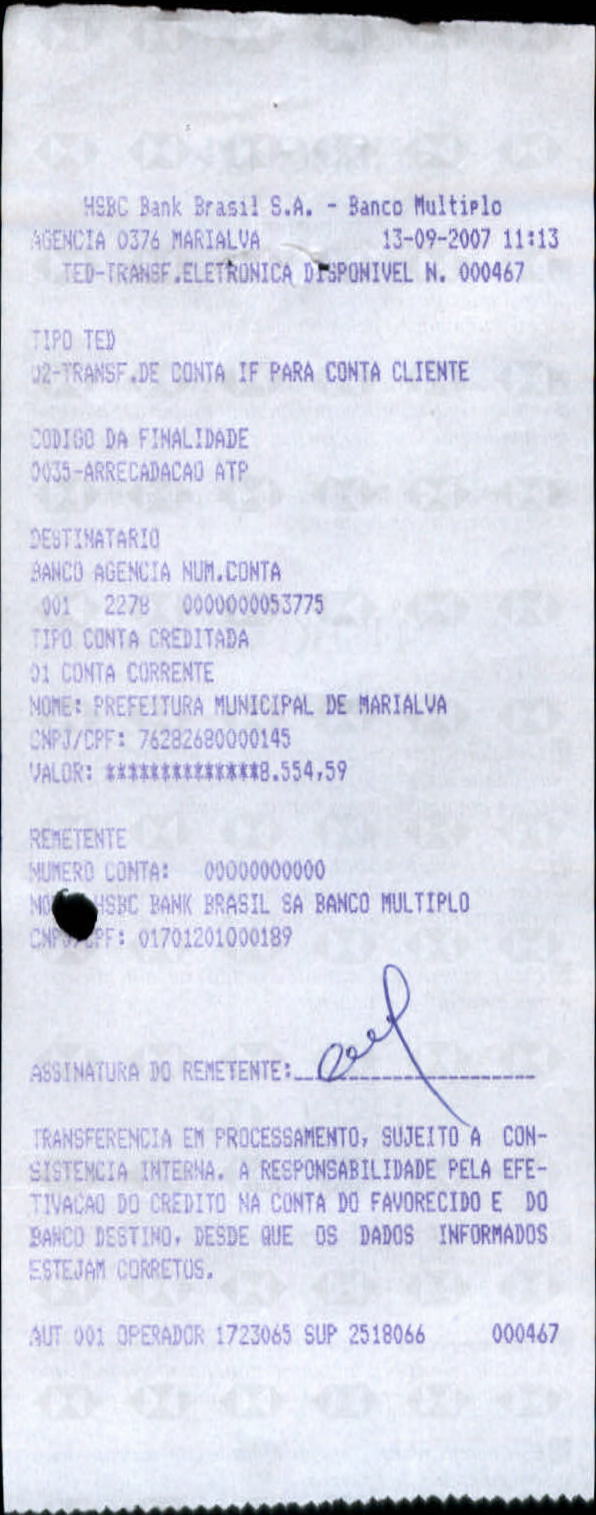 HSBC Bank Brasil S.A. - Banco Multiplo
AGENCIA 0376 MARIALVA 13-09-2007 11:13
TED-TRANSF.ELETRONICA DISPONIVEL N. 000467
TIPO TED
02-TRANSF.DE CONTA IF PARA CONTA CLIENTE
CODIGO DA FINALIDADE
0035-ARRECADACAO ATP
DESTINATARIO
BANCO AGENCIA NUM.CONTA
001 2278 0000000053775
TIPO CONTA CREDITADA
01 CONTA CORRENTE
NOME: PREFEITURA MUNICIPAL DE MARIALVA
CNPJ/CPF: 76282680000145
VALOR: **************8.554,59
REMETENTE
NUMERO CONTA: 00000000000
HSBC BANK BRASIL SA BANCO MULTIPLO
CNPJ/CPF: 01701201000189
ASSINATURA DO REMETENTE:
TRANSFERENCIA EM PROCESSAMENTO, SUJEITO A CON-
SISTENCIA INTERNA. A RESPONSABILIDADE PELA EFE-
TIVACAO DO CREDITO NA CONTA DO FAVORECIDO E DO
BANCO DESTINO, DESDE QUE OS DADOS INFORMADOS
ESTEJAM CORRETOS.
AUT 001 OPERADOR 1723065 SUP 2518066 000467